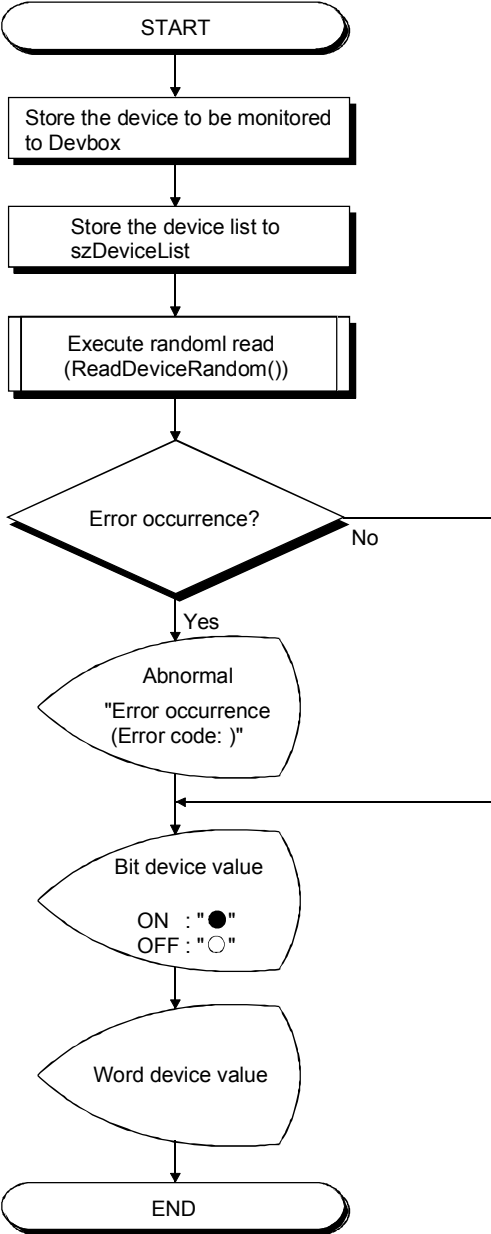 START
Store the device to be monitored
to Devbox
Store the device list to
szDeviceList
Execute randoml read
(ReadDeviceRandom())
Error occurrence?
No
Yes
Abnormal
"Error occurrence
(Error code: )"
Bit device value
ON : "●"
OFF : "○"
Word device value
END